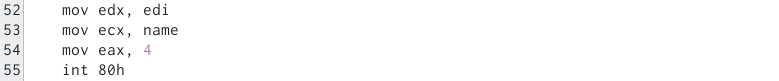 52 mov edx, edi
53 mov ecx, name
54 mov eax, 4
55 int 80h